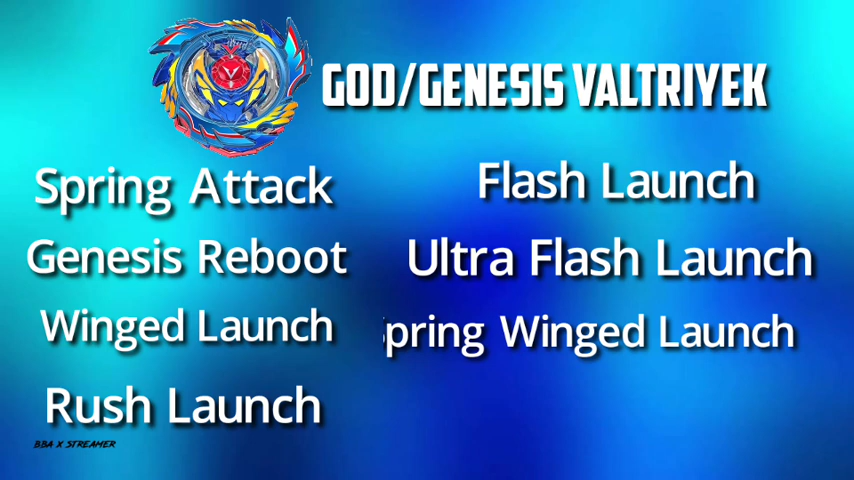 GOD/GENESIS VALTRIYEK
Spring Attack
Genesis Reboot
Winged Launch
Rush Launch
Flash Launch
Ultra Flash Launch
pring Winged Launch
BBA X STREAMER